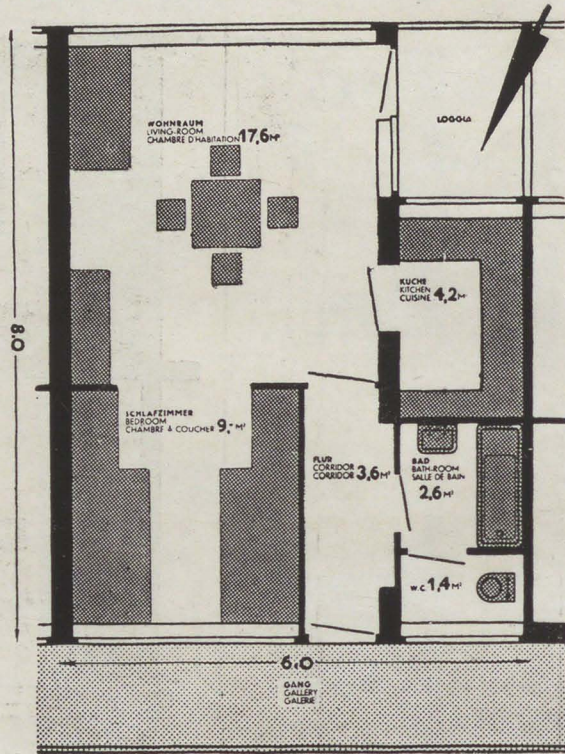 LOGGIA
WOHNRAUM
LIVING-ROOM
CHAMBRE D'HABITATION 17,6 M²
KUCHE
KITCHEN
CUISINE 4,2 M²
8.0
SCHLAFZIMMER
BEDROOM
CHAMBRE À COUCHER 9,- M²
FLUR
CORRIDOR
CORRIDOR 3,6 M²
BAD
BATH-ROOM
SALLE DE BAIN
2,6 M²
W.C. 1,4 M²
6.0
GANG
GALLERY
GALERIE